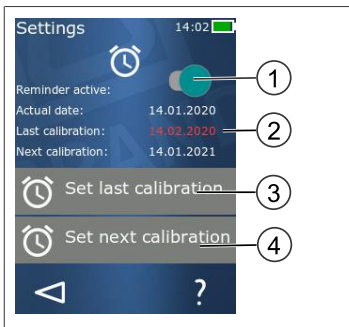 Settings 14:02
Reminder active:
1
Actual date: 14.01.2020
Last calibration: 14.02.2020 2
Next calibration: 14.01.2021
Set last calibration 3
Set next calibration 4
?